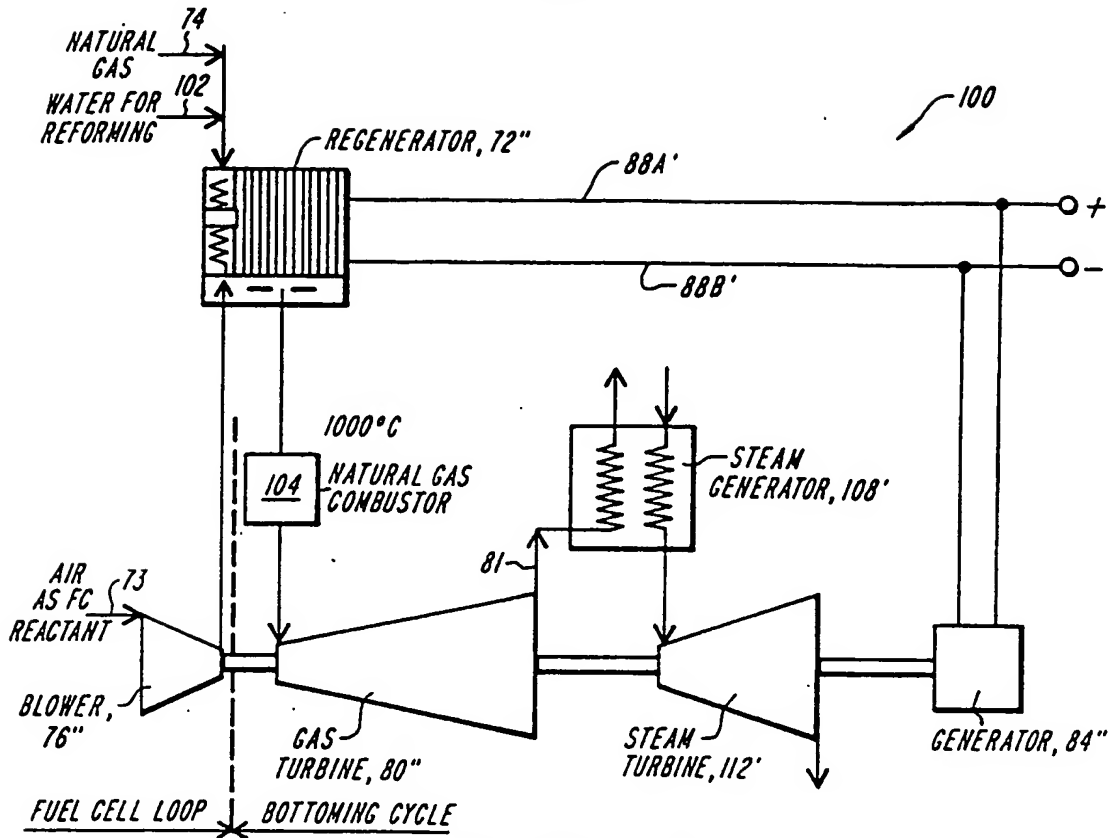 74
NATURAL
GAS
102
WATER FOR
REFORMING
100
REGENERATOR, 72"
88A'
+
88B'
-
1000°C
104
NATURAL GAS
COMBUSTOR
STEAM
GENERATOR, 108'
81
AIR
AS FC
REACTANT
73
BLOWER,
76"
GAS
TURBINE, 80"
STEAM
TURBINE, 112'
GENERATOR, 84"
FUEL CELL LOOP
BOTTOMING CYCLE